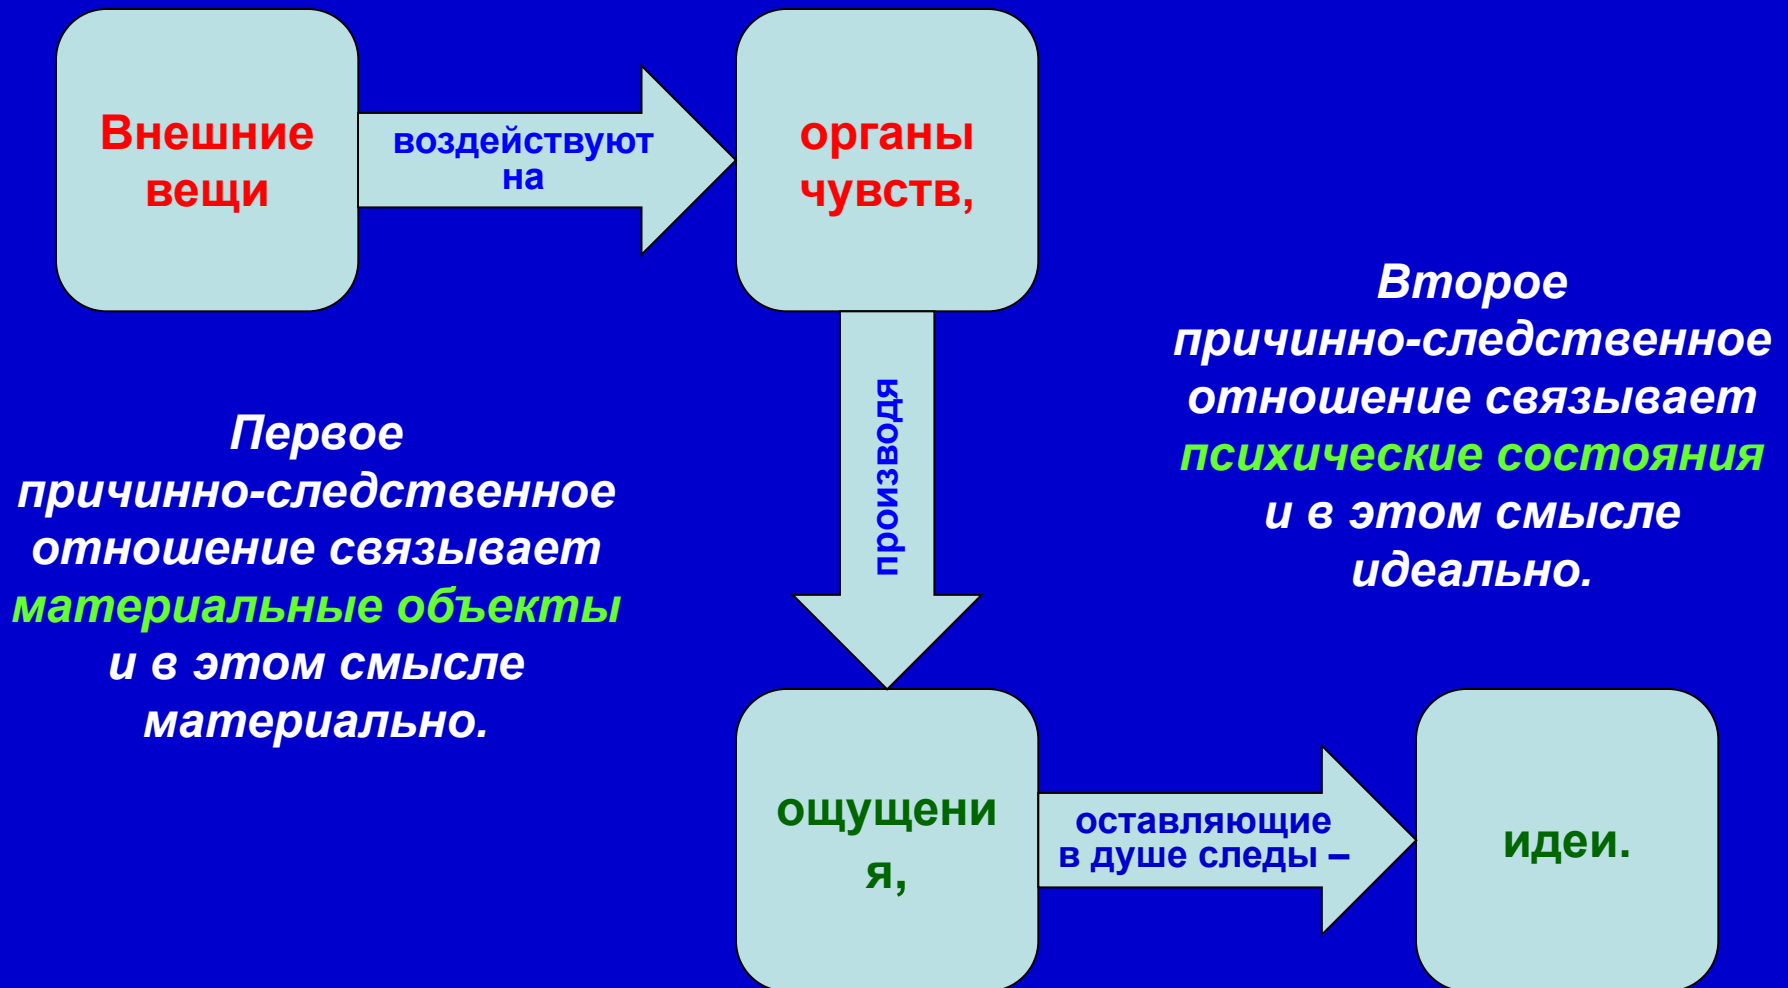 Внешние
вещи
воздействуют
на
органы
чувств,
Первое
причинно-следственное
отношение связывает
материальные объекты
и в этом смысле
материально.
производя
Второе
причинно-следственное
отношение связывает
психические состояния
и в этом смысле
идеально.
ощущени
я,
оставляющие
в душе следы –
идеи.